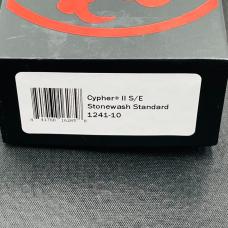 Cypher® II S/E
Stonewash Standard
1241-10